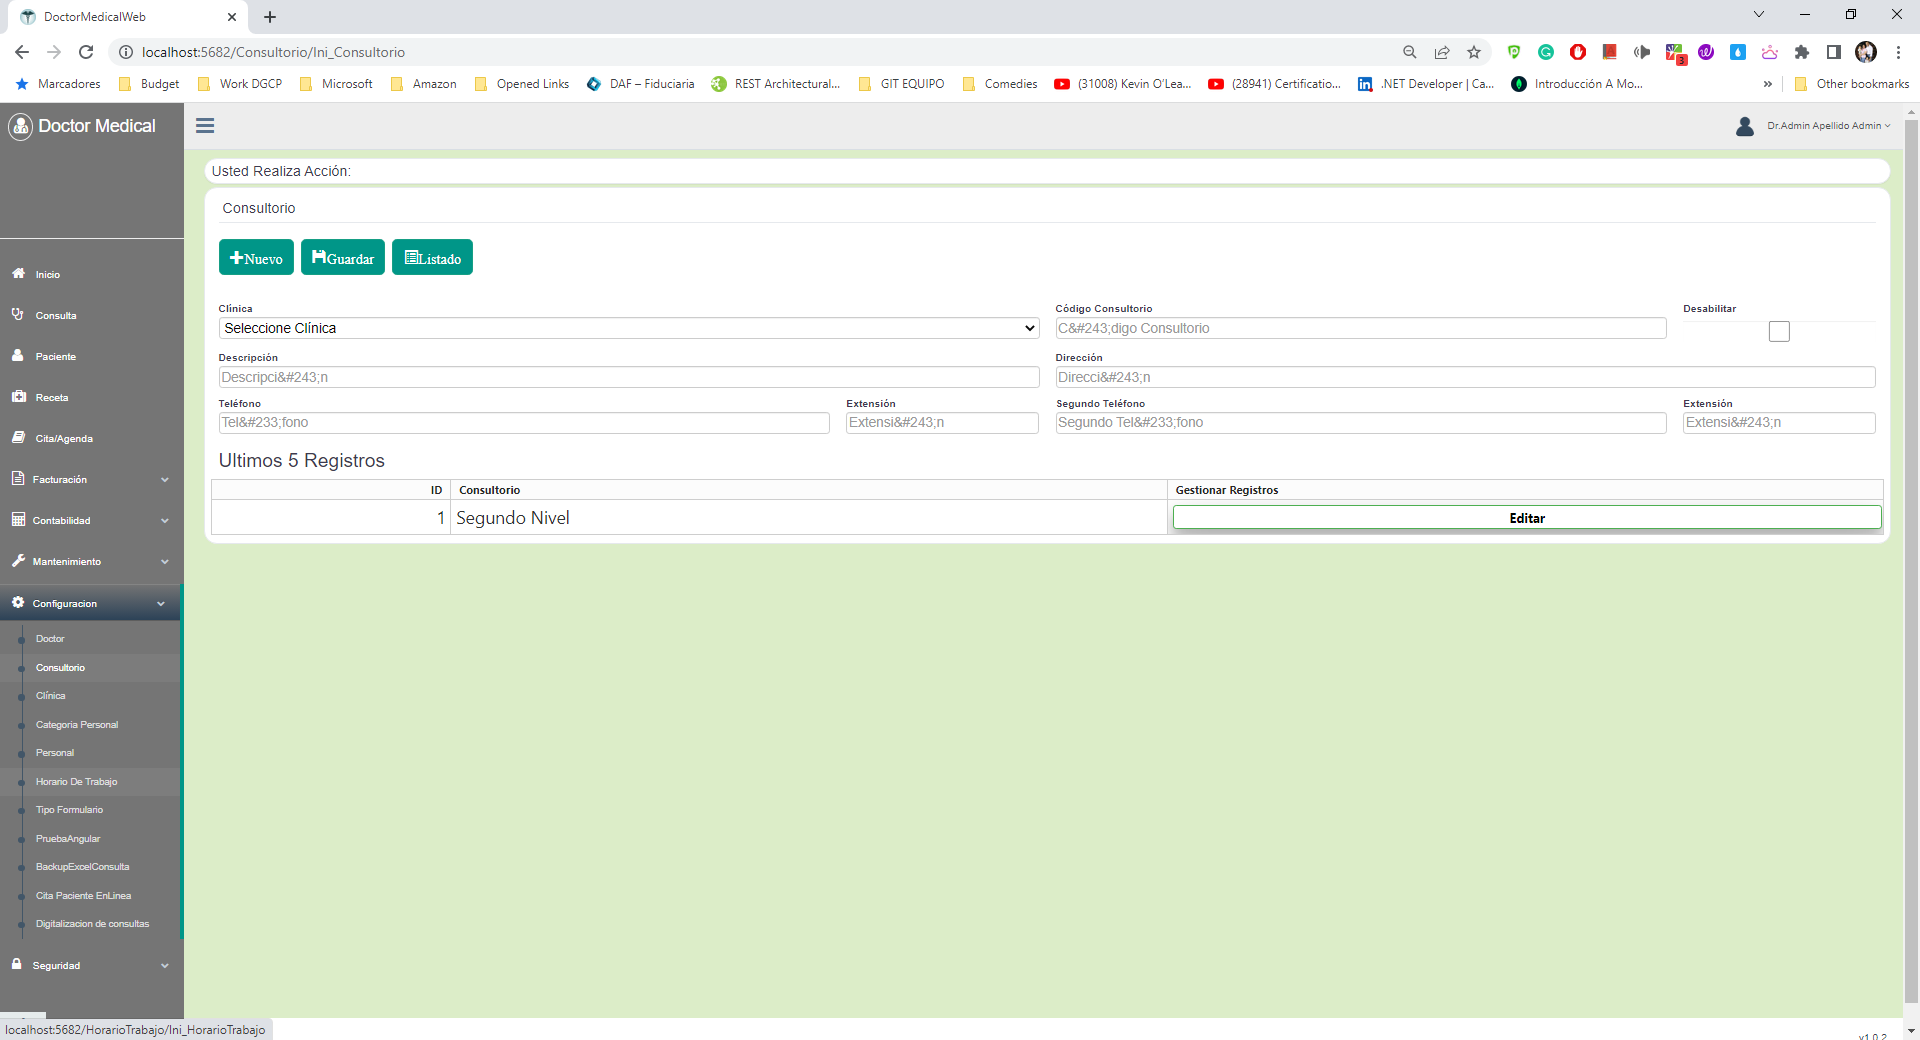 DoctorMedicalWeb
localhost:5682/Consultorio/Ini_Consultorio
3
Marcadores
Budget
Work DGCP
Microsoft
Amazon
Opened Links
DAF – Fiduciaria
REST Architectural...
GIT EQUIPO
Comedies
(31008) Kevin O'Lea...
(28941) Certificatio...
.NET Developer | Ca...
Introducción A Mo...
»
Other bookmarks
Doctor Medical
Dr.Admin Apellido Admin
Usted Realiza Acción:
Consultorio
Nuevo
Guardar
Listado
Clínica
Código Consultorio
Desabilitar
Seleccione Clínica
C&#243;digo Consultorio
Descripción
Dirección
Descripci&#243;n
Direcci&#243;n
Teléfono
Extensión
Segundo Teléfono
Extensión
Tel&#233;fono
Extensi&#243;n
Segundo Tel&#233;fono
Extensi&#243;n
Ultimos 5 Registros
ID Consultorio Gestionar Registros
1 Segundo Nivel Editar
Inicio
Consulta
Paciente
Receta
Cita/Agenda
Facturación
Contabilidad
Mantenimiento
Configuracion
Doctor
Consultorio
Clínica
Categoria Personal
Personal
Horario De Trabajo
Tipo Formulario
PruebaAngular
BackupExcelConsulta
Cita Paciente EnLinea
Digitalizacion de consultas
Seguridad
localhost:5682/HorarioTrabajo/Ini_HorarioTrabajo
v1.0.2